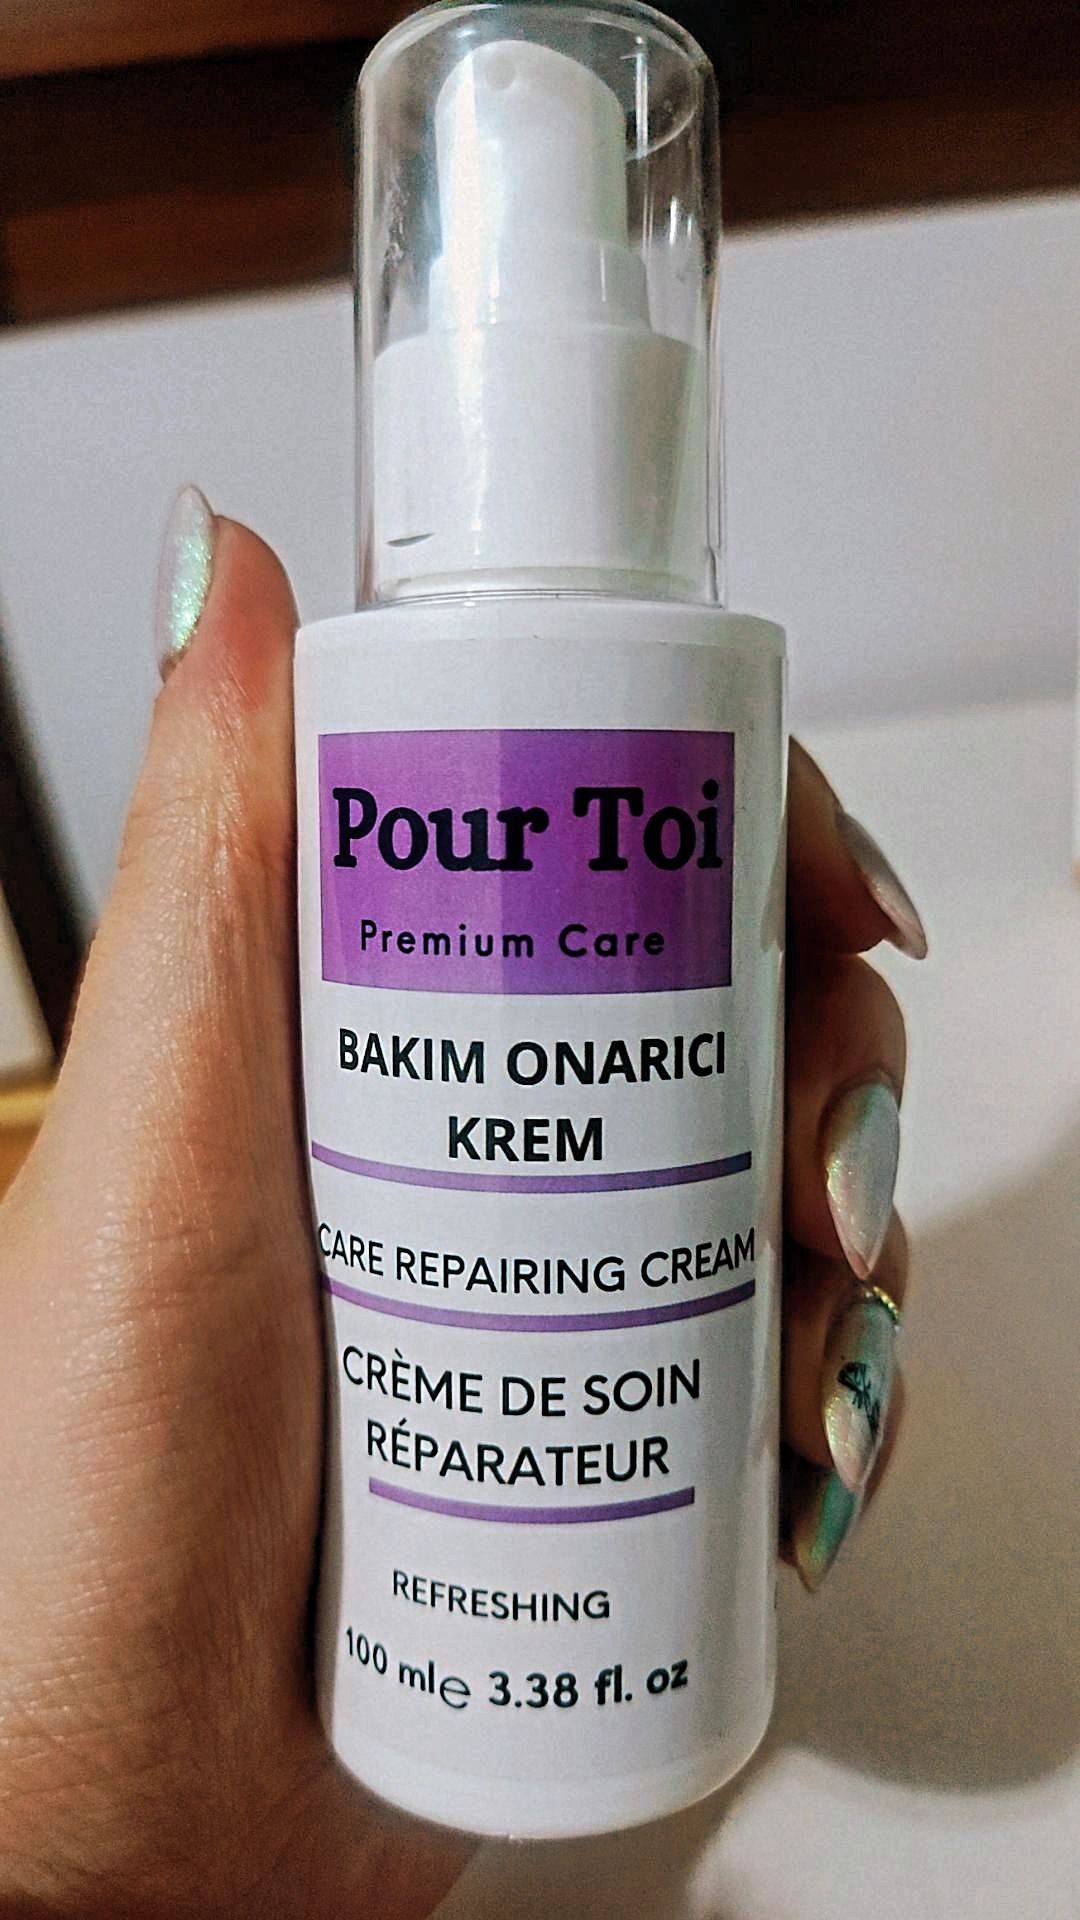 Pour Toi
Premium Care
BAKIM ONARICI
KREM
CARE REPAIRING CREAM
CRÈME DE SOIN
RÉPARATEUR
REFRESHING
100 ml℮ 3.38 fl. oz